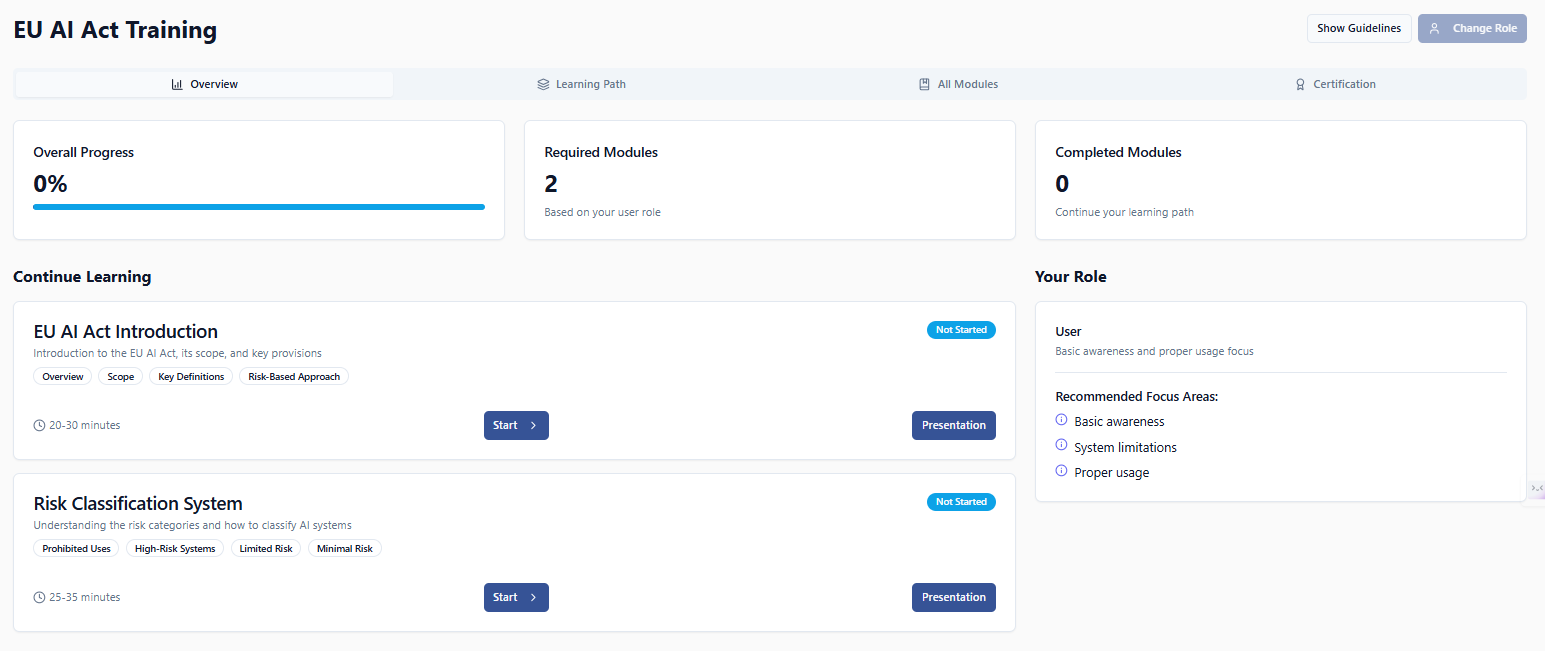 EU AI Act Training
Show Guidelines
Change Role
Overview
Learning Path
All Modules
Certification
Overall Progress
0%
Required Modules
2
Based on your user role
Completed Modules
0
Continue your learning path
Continue Learning
EU AI Act Introduction
Not Started
Introduction to the EU AI Act, its scope, and key provisions
Overview Scope Key Definitions Risk-Based Approach
20-30 minutes
Start
Presentation
Risk Classification System
Not Started
Understanding the risk categories and how to classify AI systems
Prohibited Uses High-Risk Systems Limited Risk Minimal Risk
25-35 minutes
Start
Presentation
Your Role
User
Basic awareness and proper usage focus
Recommended Focus Areas:
Basic awareness
System limitations
Proper usage